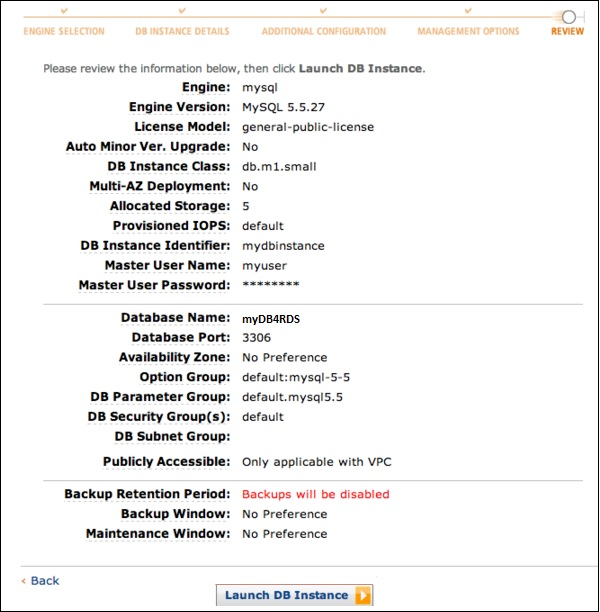 ENGINE SELECTION DB INSTANCE DETAILS ADDITIONAL CONFIGURATION MANAGEMENT OPTIONS REVIEW
Please review the information below, then click Launch DB Instance.
Engine: mysql
Engine Version: MySQL 5.5.27
License Model: general-public-license
Auto Minor Ver. Upgrade: No
DB Instance Class: db.m1.small
Multi-AZ Deployment: No
Allocated Storage: 5
Provisioned IOPS: default
DB Instance Identifier: mydbinstance
Master User Name: myuser
Master User Password: ********
Database Name: myDB4RDS
Database Port: 3306
Availability Zone: No Preference
Option Group: default:mysql-5-5
DB Parameter Group: default.mysql5.5
DB Security Group(s): default
DB Subnet Group:
Publicly Accessible: Only applicable with VPC
Backup Retention Period: Backups will be disabled
Backup Window: No Preference
Maintenance Window: No Preference
‹ Back
Launch DB Instance